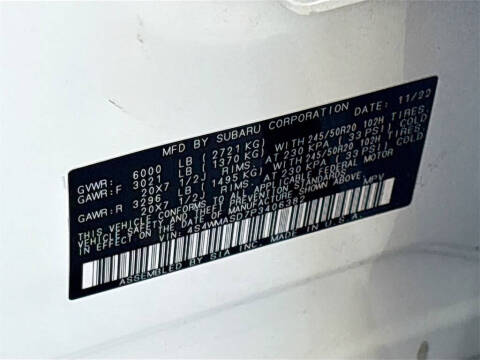 MFD BY SUBARU CORPORATION DATE: 11/22
GVWR: 6000 LB (2721 KG)
GAWR:F 3021 LB (1370 KG) WITH 245/50R20 102H TIRES,
20X7 1/2J RIMS, AT 230 KPA (33 PSI) COLD
GAWR:R 3296 LB (1495 KG) WITH 245/50R20 102H TIRES,
20X7 1/2J RIMS, AT 230 KPA (33 PSI) COLD
THIS VEHICLE CONFORMS TO ALL APPLICABLE FEDERAL MOTOR
VEHICLE SAFETY STANDARDS
IN EFFECT ON THE DATE OF MANUFACTURE SHOWN ABOVE.
VIN: 4S4WMASD7P3406382 MPV
ASSEMBLED BY SIA INC. MADE IN U.S.A.